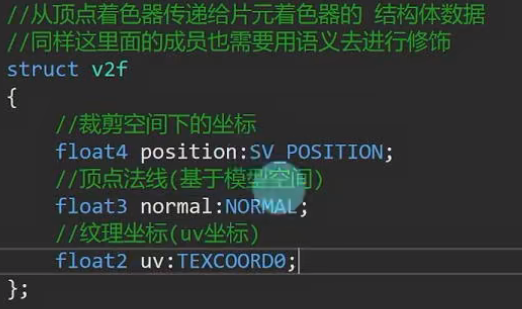 //从顶点着色器传递给片元着色器的 结构体数据
//同样这里面的成员也需要用语义去进行修饰
struct v2f
{
//裁剪空间下的坐标
float4 position:SV_POSITION;
//顶点法线(基于模型空间)
float3 normal:NORMAL;
//纹理坐标(uv坐标)
float2 uv:TEXCOORD0;
};